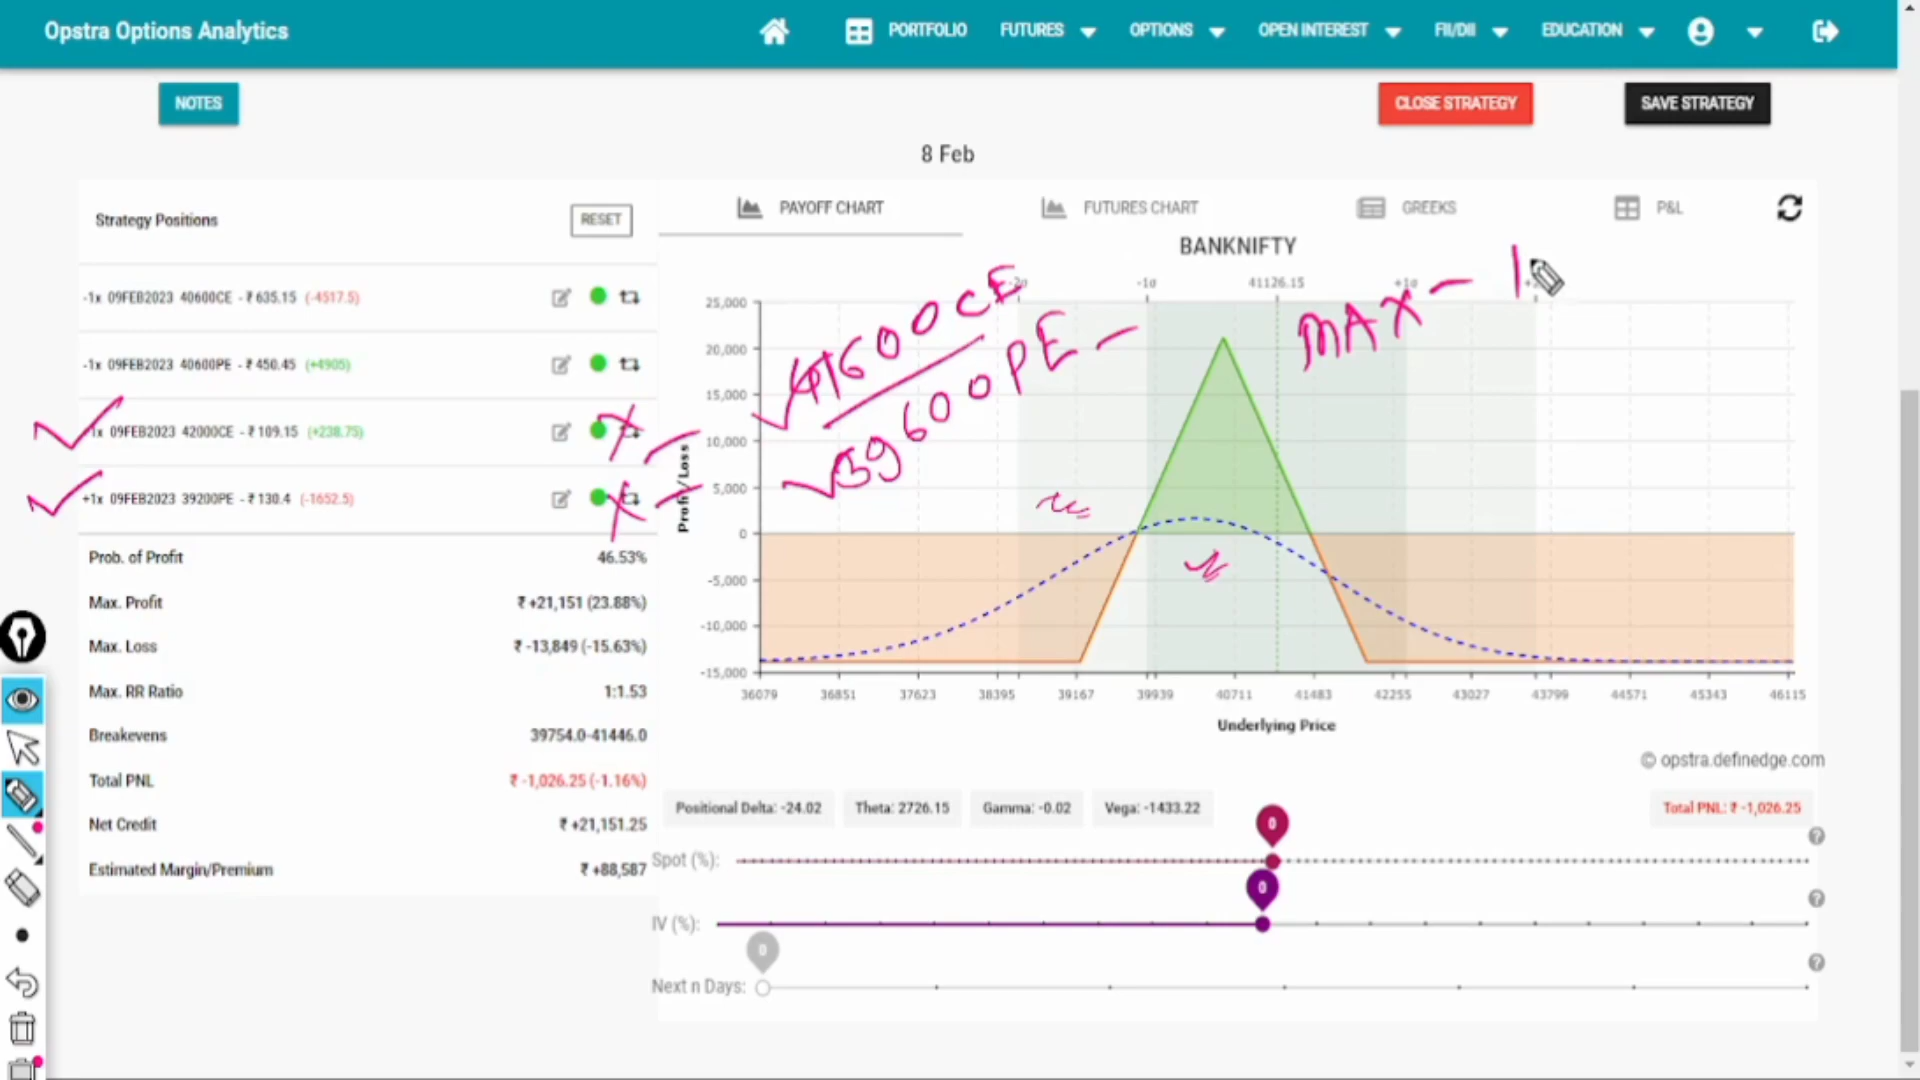 Opstra Options Analytics
PORTFOLIO FUTURES OPTIONS OPEN INTEREST FII/DII EDUCATION
NOTES
CLOSE STRATEGY SAVE STRATEGY
8 Feb
Strategy Positions RESET
PAYOFF CHART FUTURES CHART GREEKS P&L
BANKNIFTY
-2σ -1σ 41126.15 +1σ
-1x 09FEB2023 40600CE - ₹ 635.15 (-4517.5)
-1x 09FEB2023 40600PE - ₹ 450.45 (+4905)
1x 09FEB2023 42000CE - ₹ 109.15 (+238.75)
+1x 09FEB2023 39200PE - ₹ 130.4 (-1652.5)
41600CE
39600PE -
MAX - 1
Prob. of Profit 46.53%
Max. Profit ₹ +21,151 (23.88%)
Max. Loss ₹ -13,849 (-15.63%)
Max. RR Ratio 1:1.53
Breakevens 39754.0-41446.0
Total PNL ₹ -1,026.25 (-1.16%)
Net Credit ₹ +21,151.25
Estimated Margin/Premium ₹ +88,587
Profit/Loss
25,000
20,000
15,000
10,000
5,000
0
-5,000
-10,000
-15,000
36079 36851 37623 38395 39167 39939 40711 41483 42255 43027 43799 44571 45343 46115
Underlying Price
© opstra.definedge.com
Positional Delta: -24.02 Theta: 2726.15 Gamma: -0.02 Vega: -1433.22 Total PNL: ₹ -1,026.25
0
Spot (%): ?
0
IV (%): ?
0
Next n Days: ?